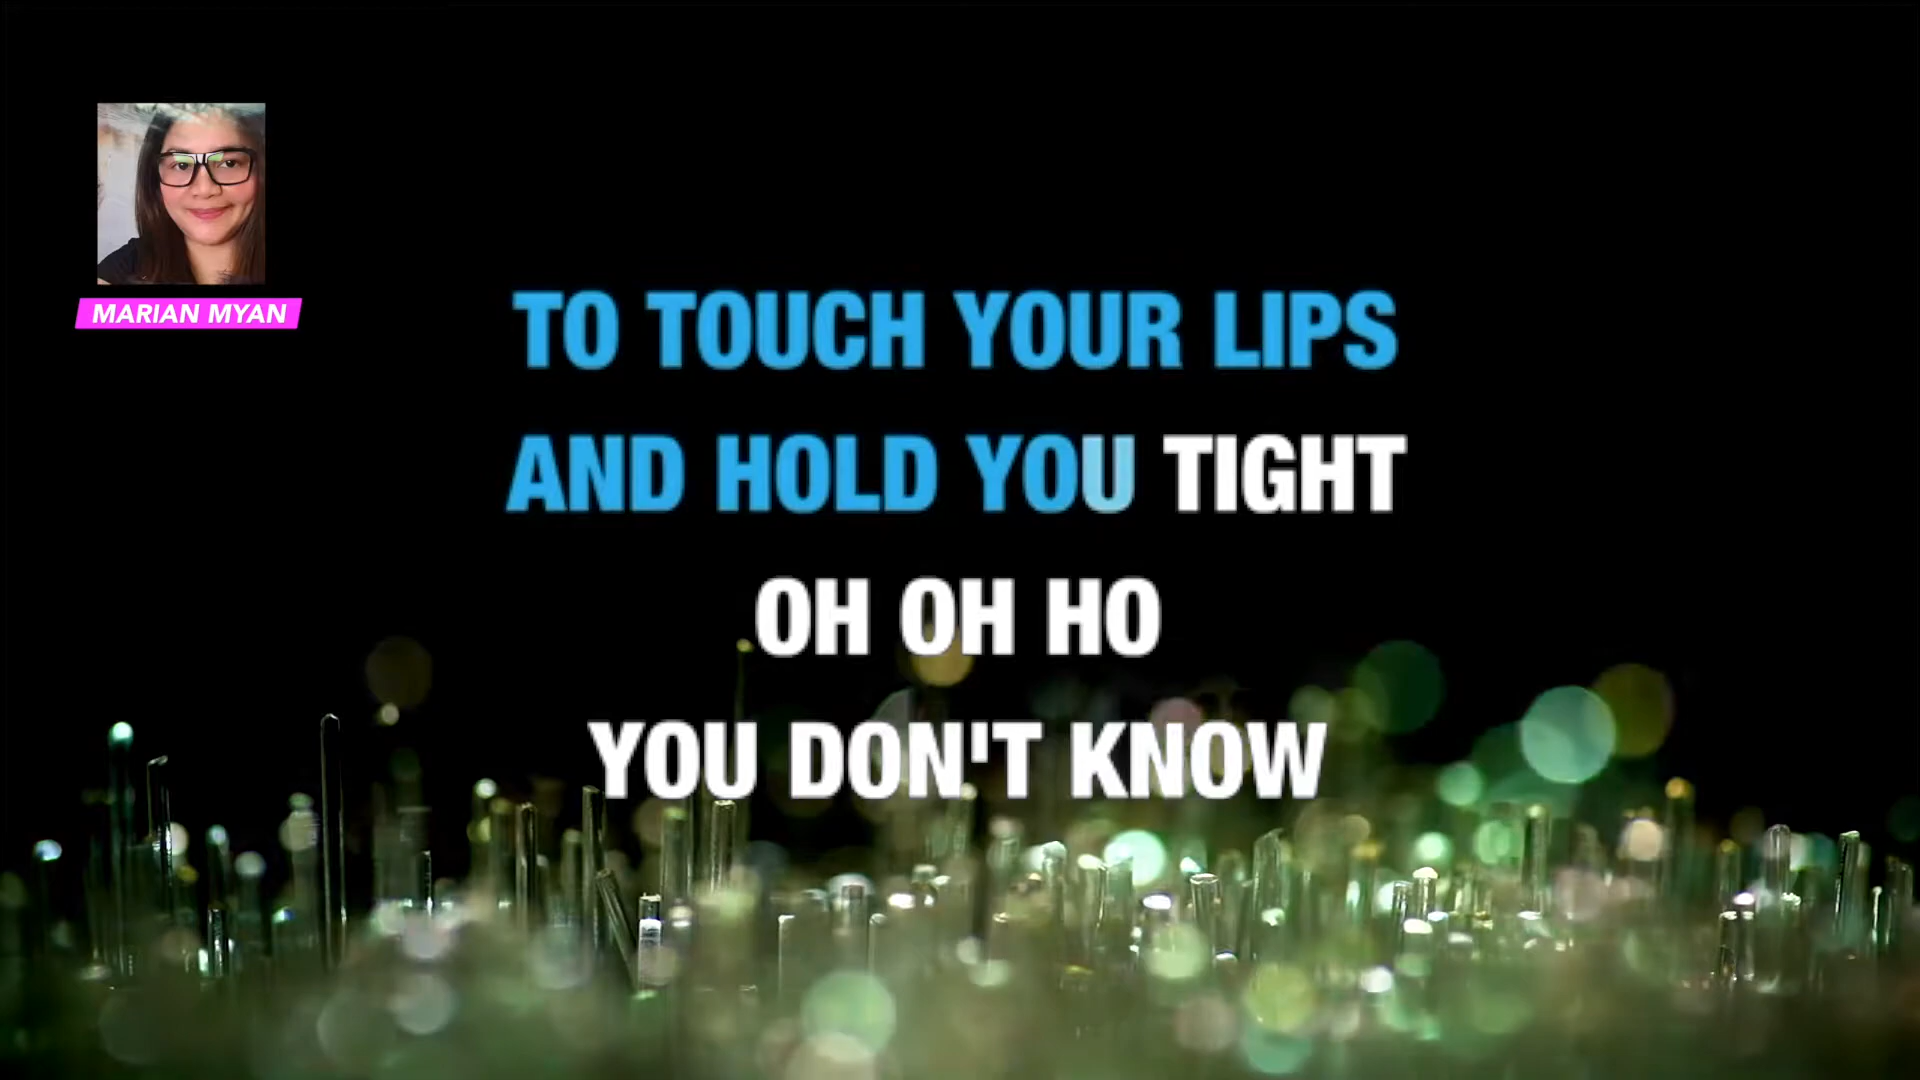 MARIAN MYAN
TO TOUCH YOUR LIPS
AND HOLD YOU TIGHT
OH OH HO
YOU DON'T KNOW